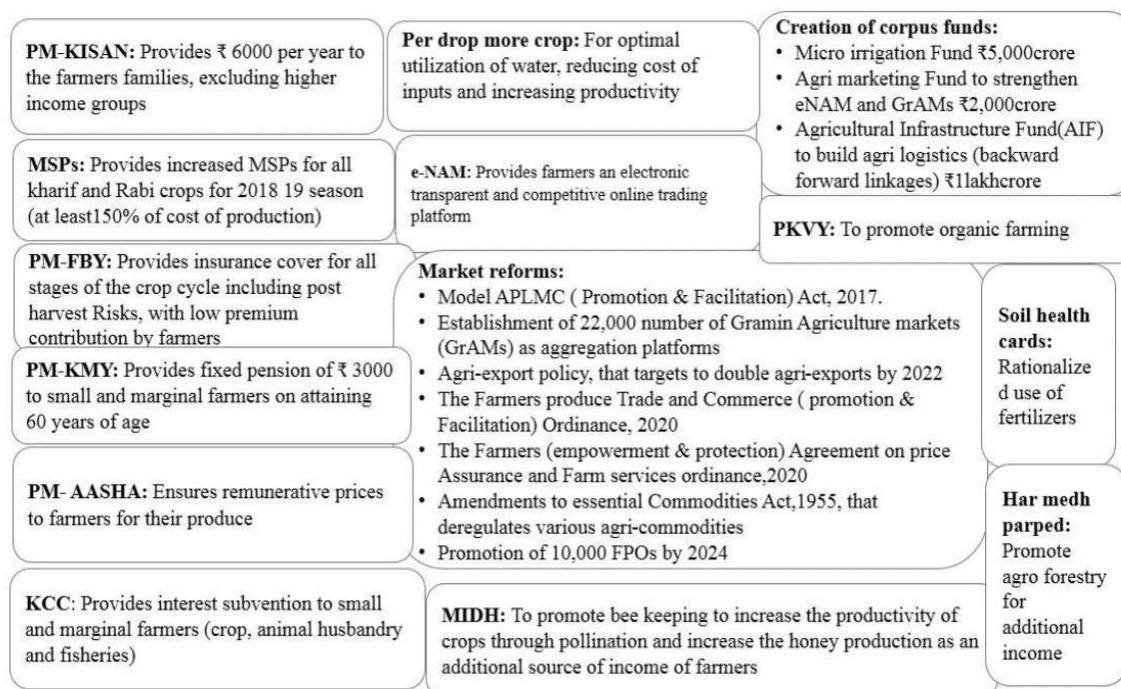 PM-KISAN: Provides ₹ 6000 per year to
the farmers families, excluding higher
income groups
Per drop more crop: For optimal
utilization of water, reducing cost of
inputs and increasing productivity
Creation of corpus funds:
• Micro irrigation Fund ₹5,000crore
• Agri marketing Fund to strengthen
eNAM and GrAMs ₹2,000crore
• Agricultural Infrastructure Fund(AIF)
to build agri logistics (backward
forward linkages) ₹1lakhcrore
MSPs: Provides increased MSPs for all
kharif and Rabi crops for 2018 19 season
(at least150% of cost of production)
e-NAM: Provides farmers an electronic
transparent and competitive online trading
platform
PKVY: To promote organic farming
PM-FBY: Provides insurance cover for all
stages of the crop cycle including post
harvest Risks, with low premium
contribution by farmers
Market reforms:
• Model APLMC ( Promotion & Facilitation) Act, 2017.
• Establishment of 22,000 number of Gramin Agriculture markets
(GrAMs) as aggregation platforms
• Agri-export policy, that targets to double agri-exports by 2022
• The Farmers produce Trade and Commerce ( promotion &
Facilitation) Ordinance, 2020
• The Farmers (empowerment & protection) Agreement on price
Assurance and Farm services ordinance,2020
• Amendments to essential Commodities Act,1955, that
deregulates various agri-commodities
• Promotion of 10,000 FPOs by 2024
Soil health
cards:
Rationalize
d use of
fertilizers
PM-KMY: Provides fixed pension of ₹ 3000
to small and marginal farmers on attaining
60 years of age
PM- AASHA: Ensures remunerative prices
to farmers for their produce
Har medh
parped:
Promote
agro forestry
for
additional
income
KCC: Provides interest subvention to small
and marginal farmers (crop, animal husbandry
and fisheries)
MIDH: To promote bee keeping to increase the productivity of
crops through pollination and increase the honey production as an
additional source of income of farmers